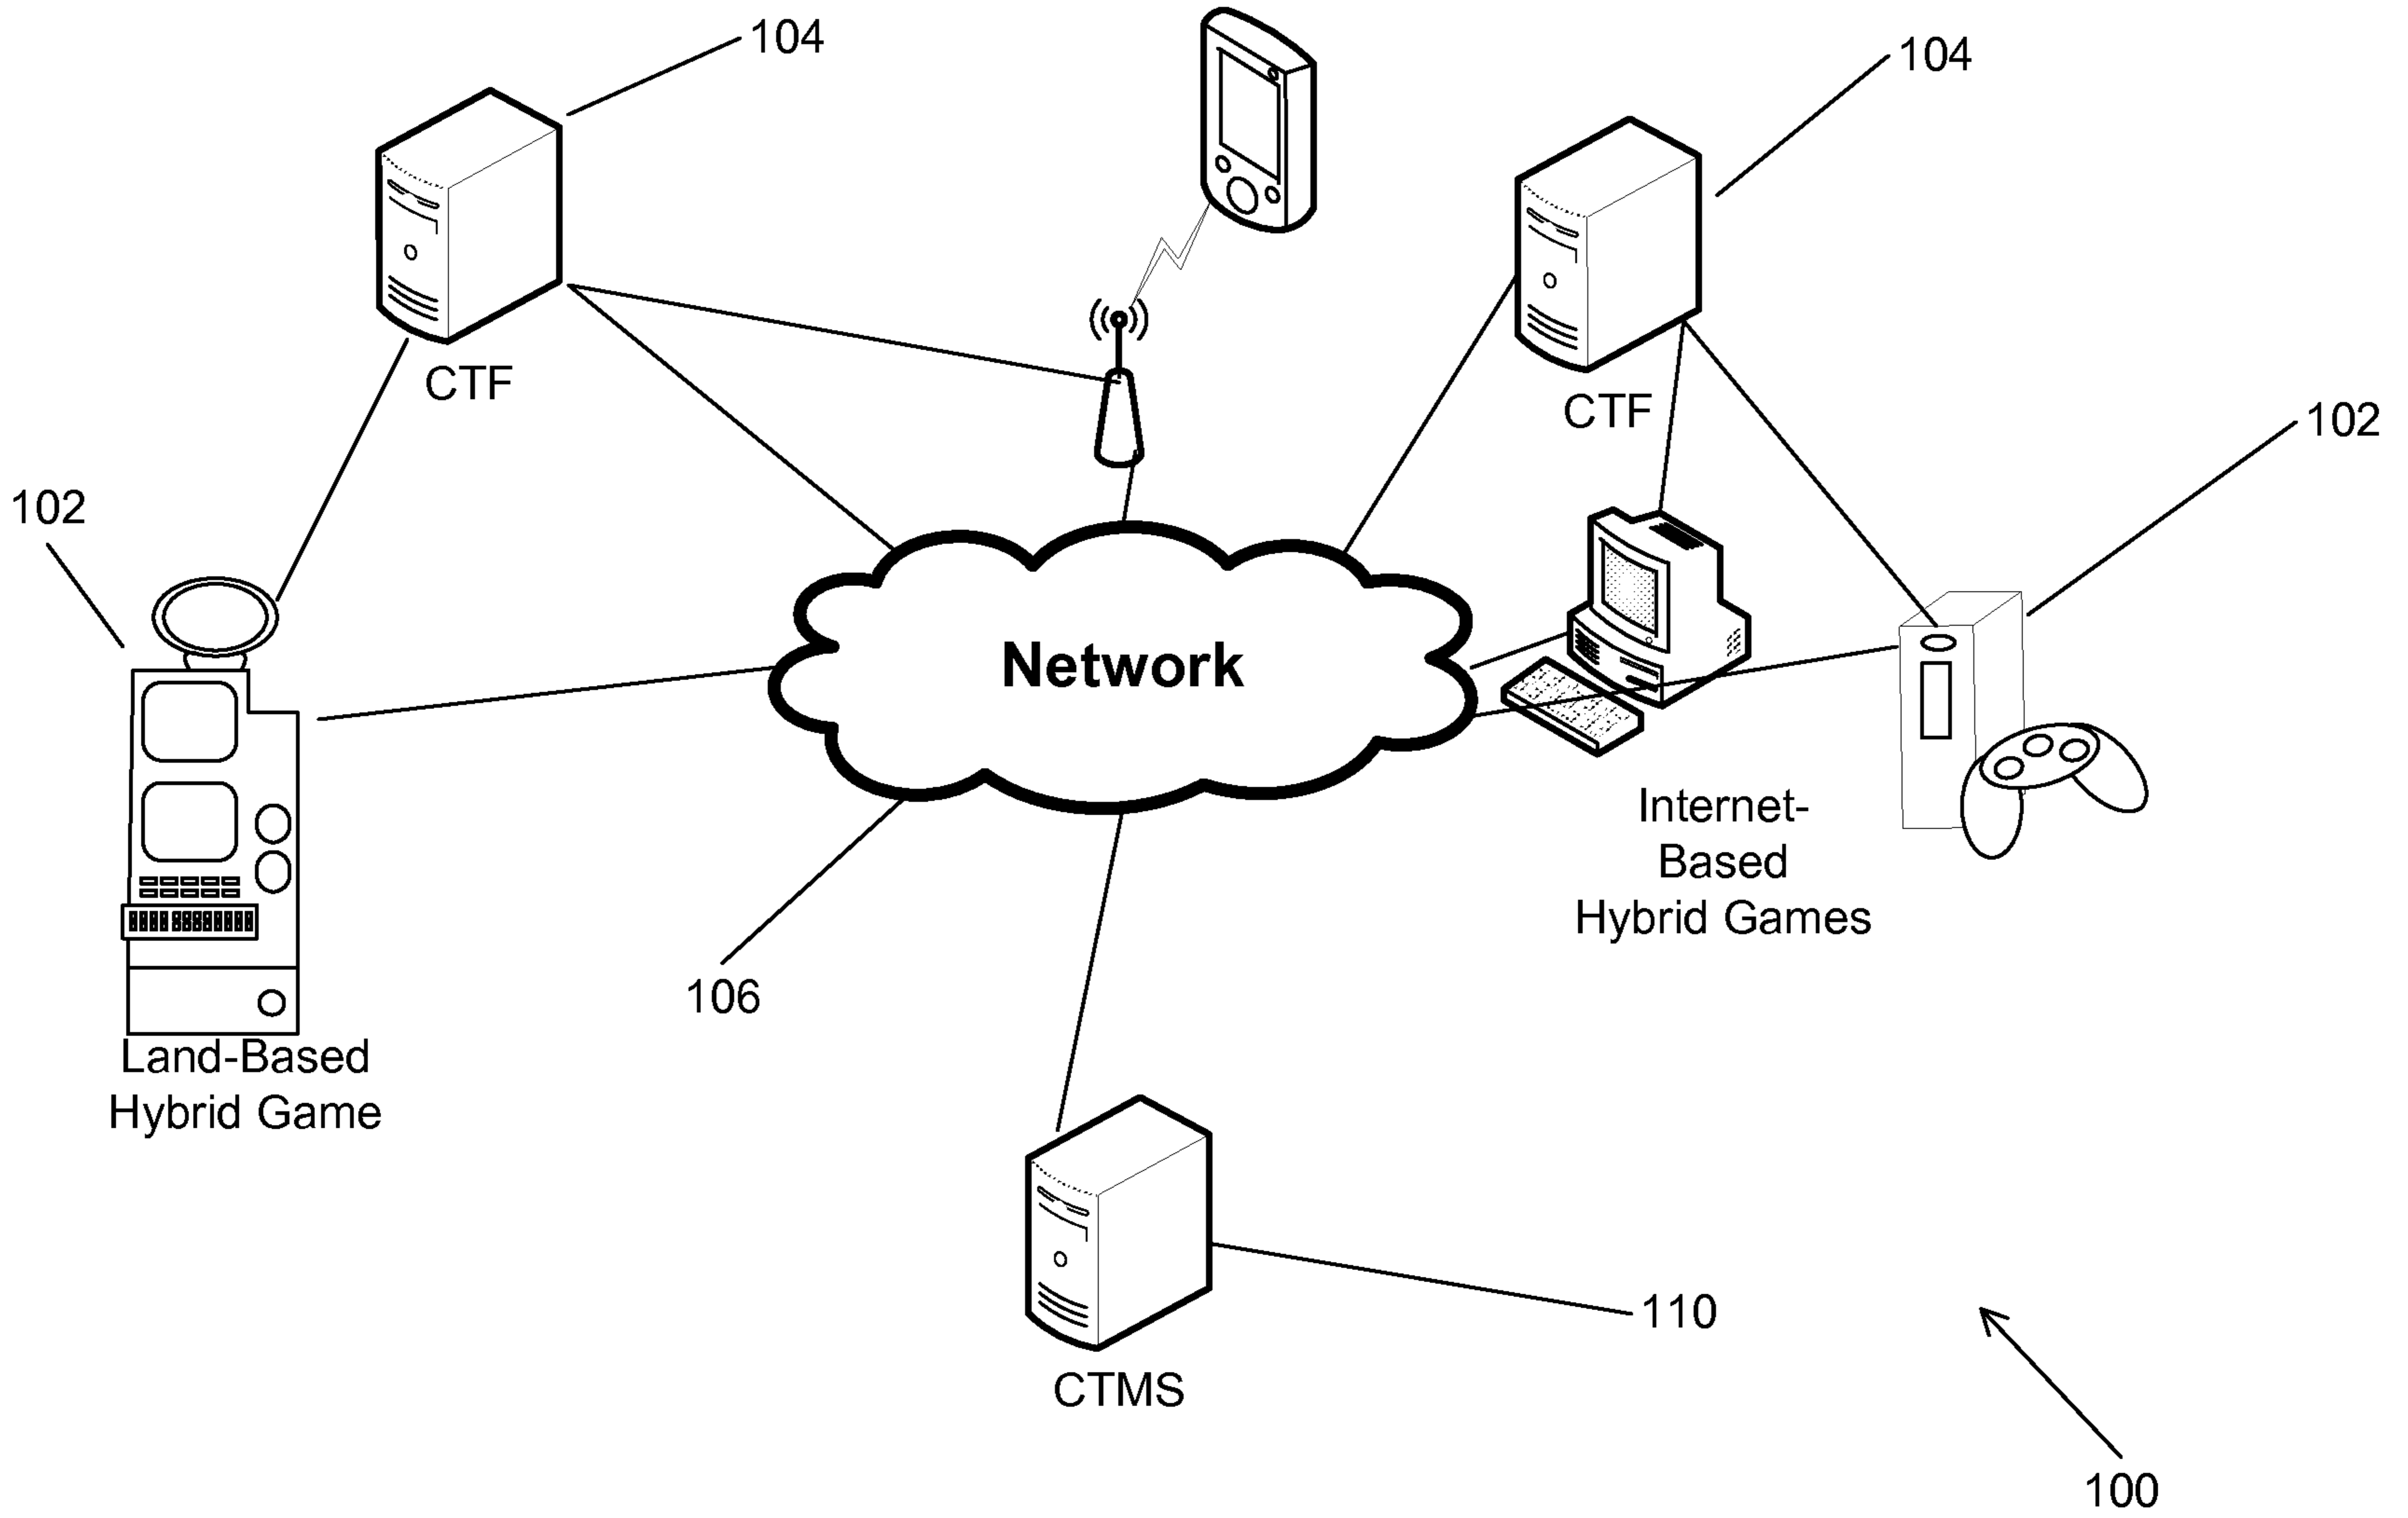 104
104
CTF
CTF
102
102
Network
Internet-
Based
Hybrid Games
106
Land-Based
Hybrid Game
110
CTMS
100